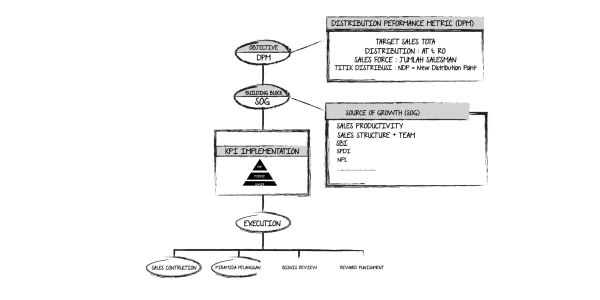 DISTRIBUTION PEFORMANCE METRIC (DPM)
TARGET SALES TOTA
DISTRIBUTION : AT & RO
SALES FORCE : JUMLAH SALESMAN
TITIK DISTRIBUSI : NDP = New Distribution Point
OBJECTIVE
DPM
BUILDING BLOCK
SOG
SOURCE OF GROWTH (SOG)
SALES PRODUCTIVITY
SALES STRUCTURE + TEAM
SBI
SPDI
NPL
KPI IMPLEMENTATION
EXECUTION
SALES CONTRUCTION
PIRAMIDA PELANGGAN
BISNIS REVIEW
REWARD PUNISHMENT